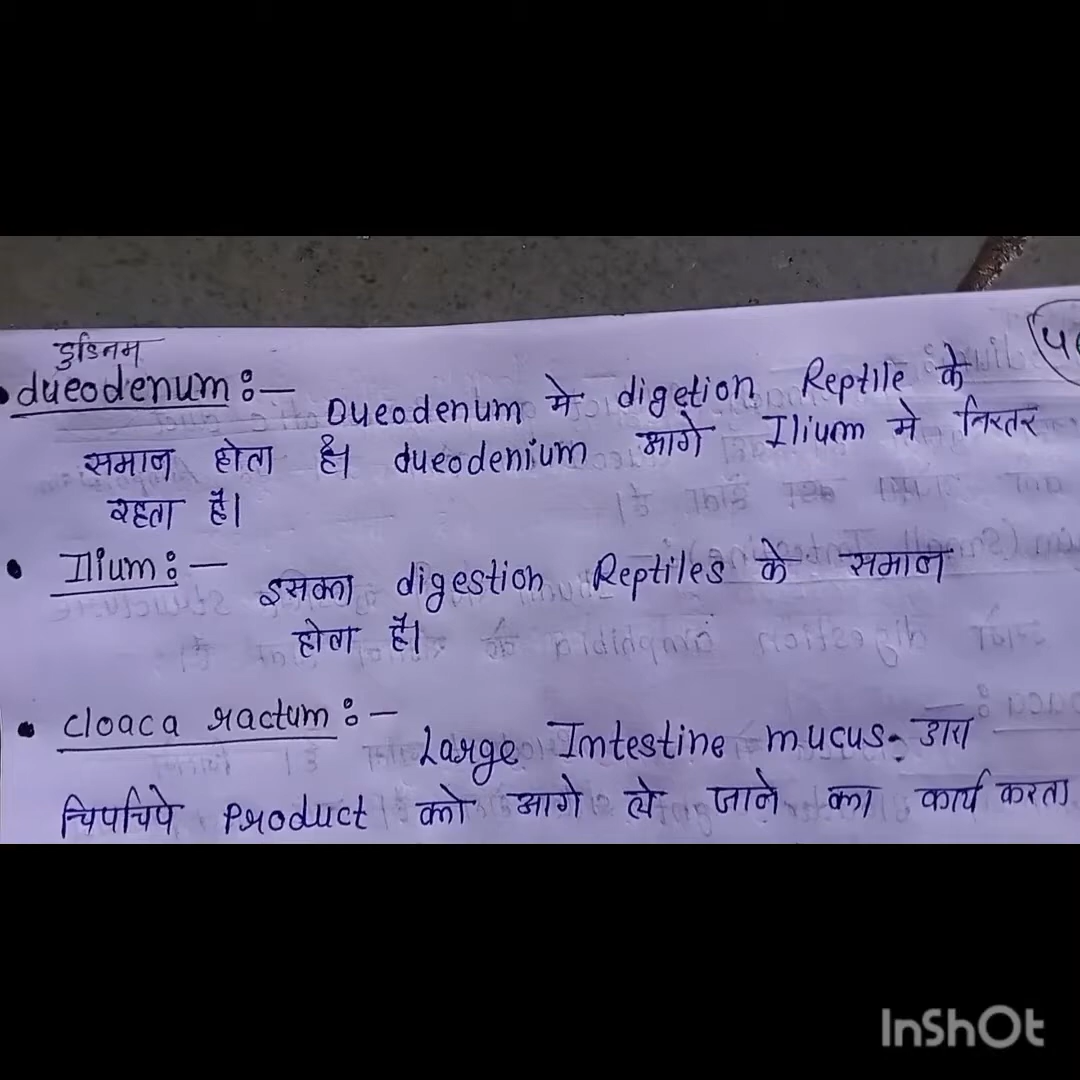 डुडिनम
• dueodenum:— Dueodenum मे digetion Reptile के
समान होता है। dueodenium आगे Ilium मे निरतर
रहता है।
• Ilium:— इसका digestion Reptiles के समान
होता है।
• cloaca ractum:— Large Intestine mucus द्वारा
चिपचिपे Product को आगे ले जाने का कार्य करता
InShOt